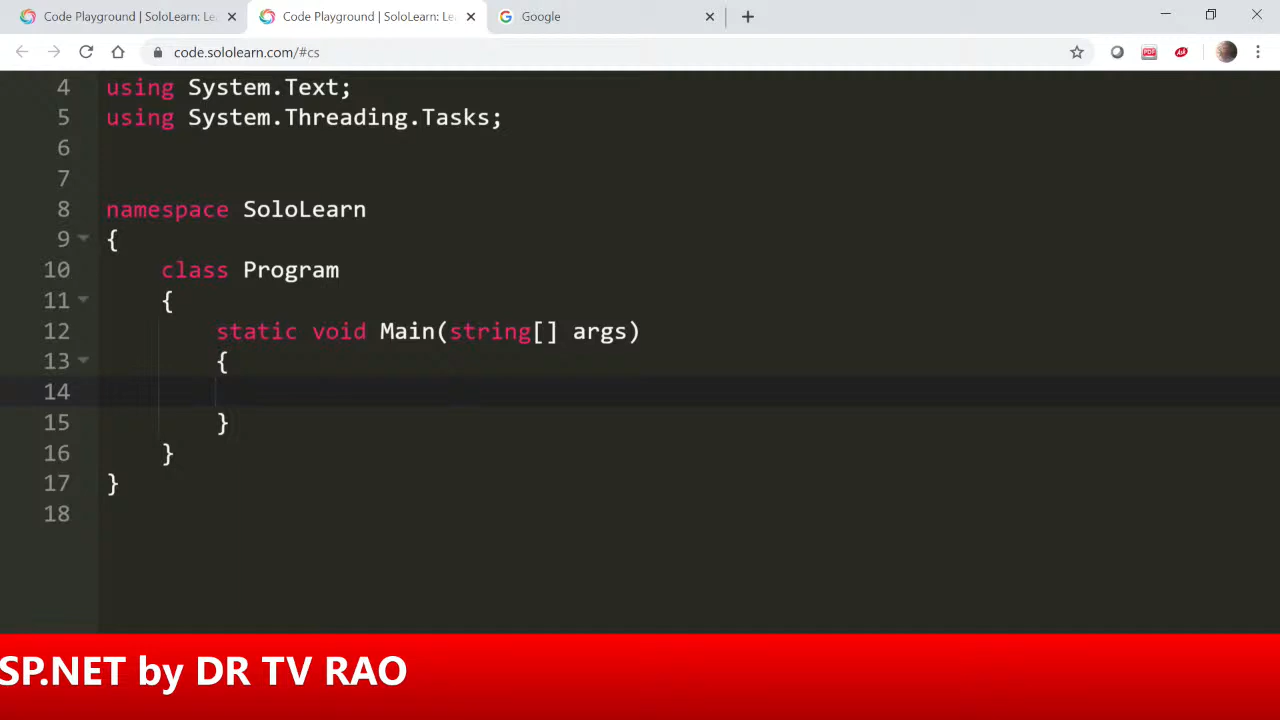 Code Playground | SoloLearn: Le
Code Playground | SoloLearn: Le
Google
code.sololearn.com/#cs
PDF
Ask
4 using System.Text;
5 using System.Threading.Tasks;
6
7
8 namespace SoloLearn
9 {
10 class Program
11 {
12 static void Main(string[] args)
13 {
14
15 }
16 }
17 }
18
SP.NET by DR TV RAO